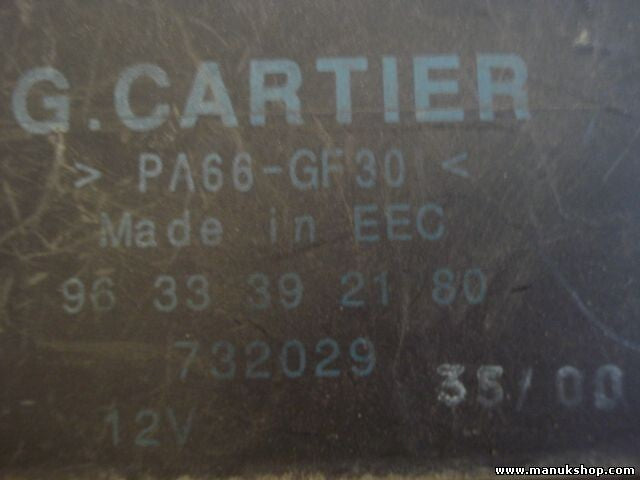 G.CARTIER
> PA66-GF30 <
Made in EEC
96 33 39 21 80
732029
35/00
12V
www.manukshop.com